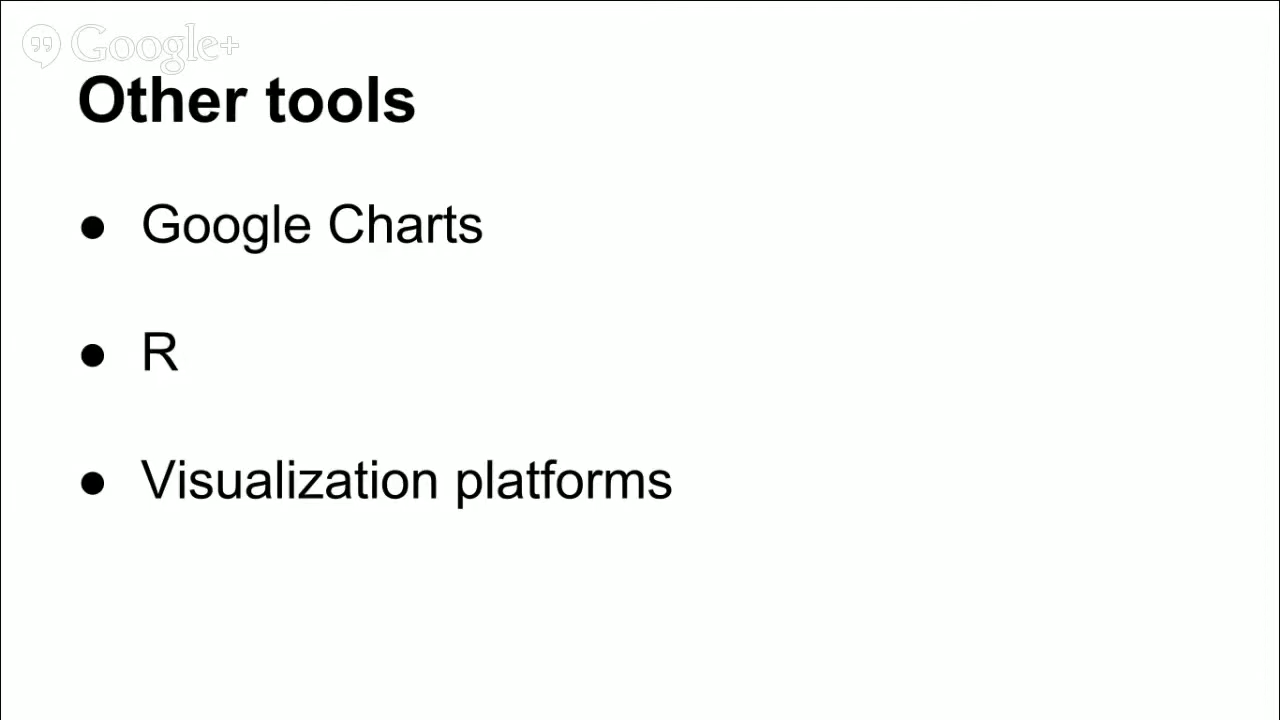 Google+
Other tools
● Google Charts
● R
● Visualization platforms